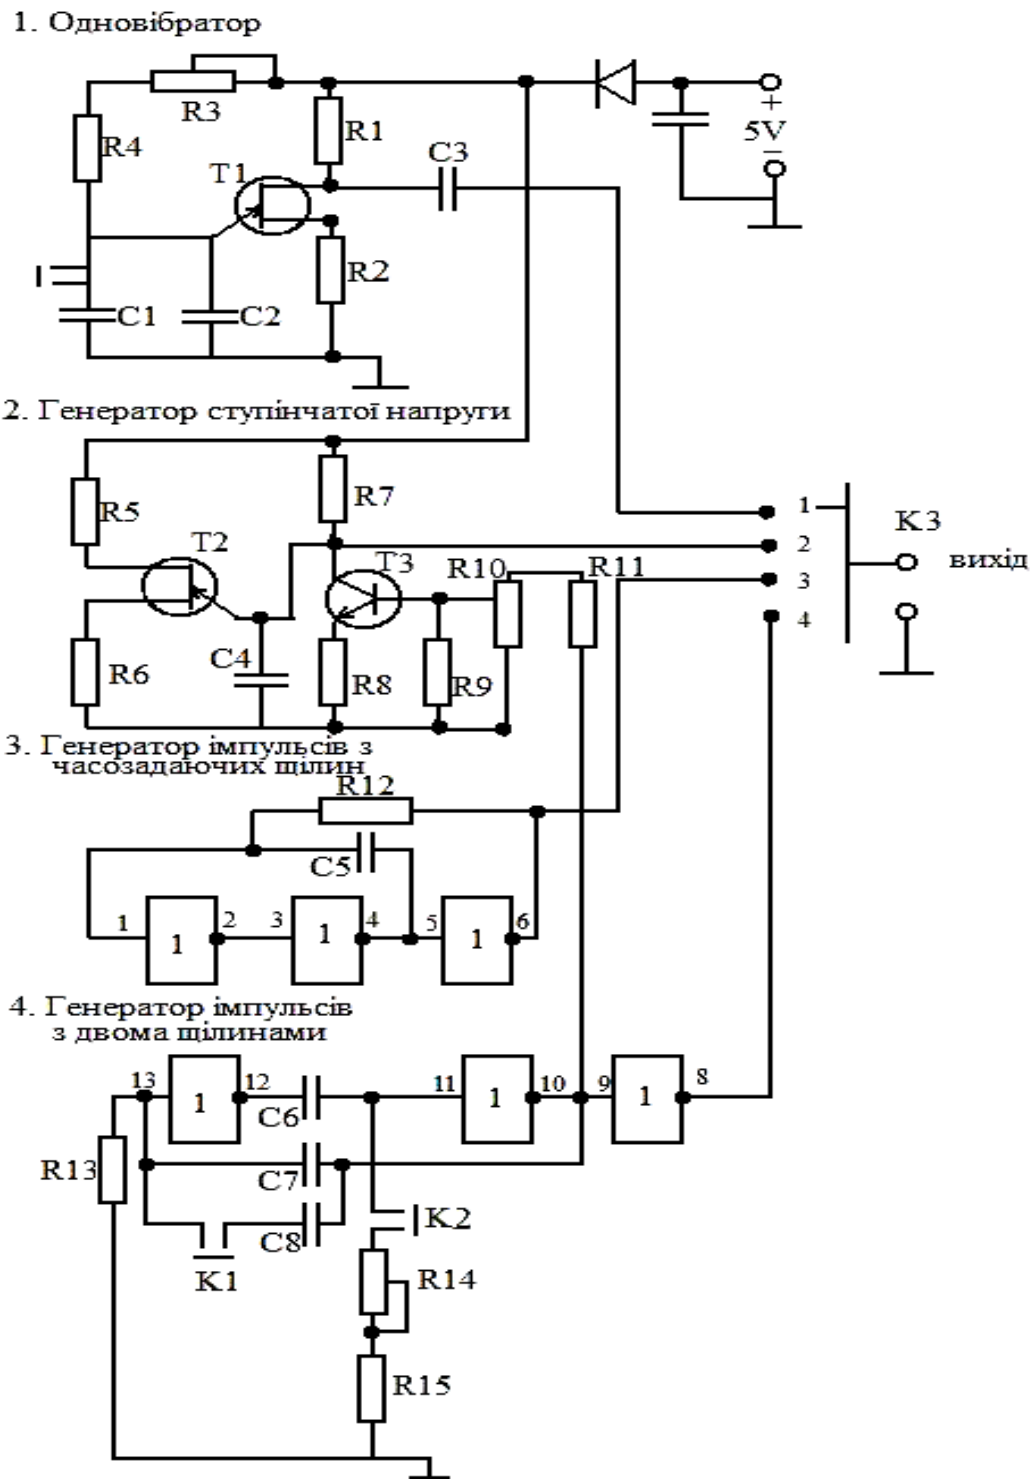 1. Одновібратор
R3
R4
R1
C3
T1
+
5V
−
R2
C1
C2
2. Генератор ступінчатої напруги
R5
R7
T2
T3
R10
R11
1
2
3
4
K3
вихід
C4
R6
R8
R9
3. Генератор імпульсів з
часозадаючих щілин
R12
C5
1
1
2
3
1
4
5
1
6
4. Генератор імпульсів
з двома щілинами
13
1
12
C6
11
1
10
9
1
8
R13
C7
C8
K1
K2
R14
R15